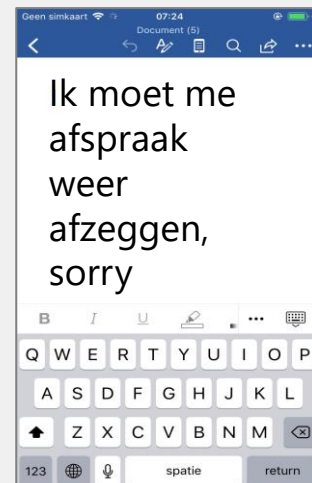 Geen simkaart 07:24
Document (5)
Ik moet me
afspraak
weer
afzeggen,
sorry
B I U
Q W E R T Y U I O P
A S D F G H J K L
Z X C V B N M
123 spatie return